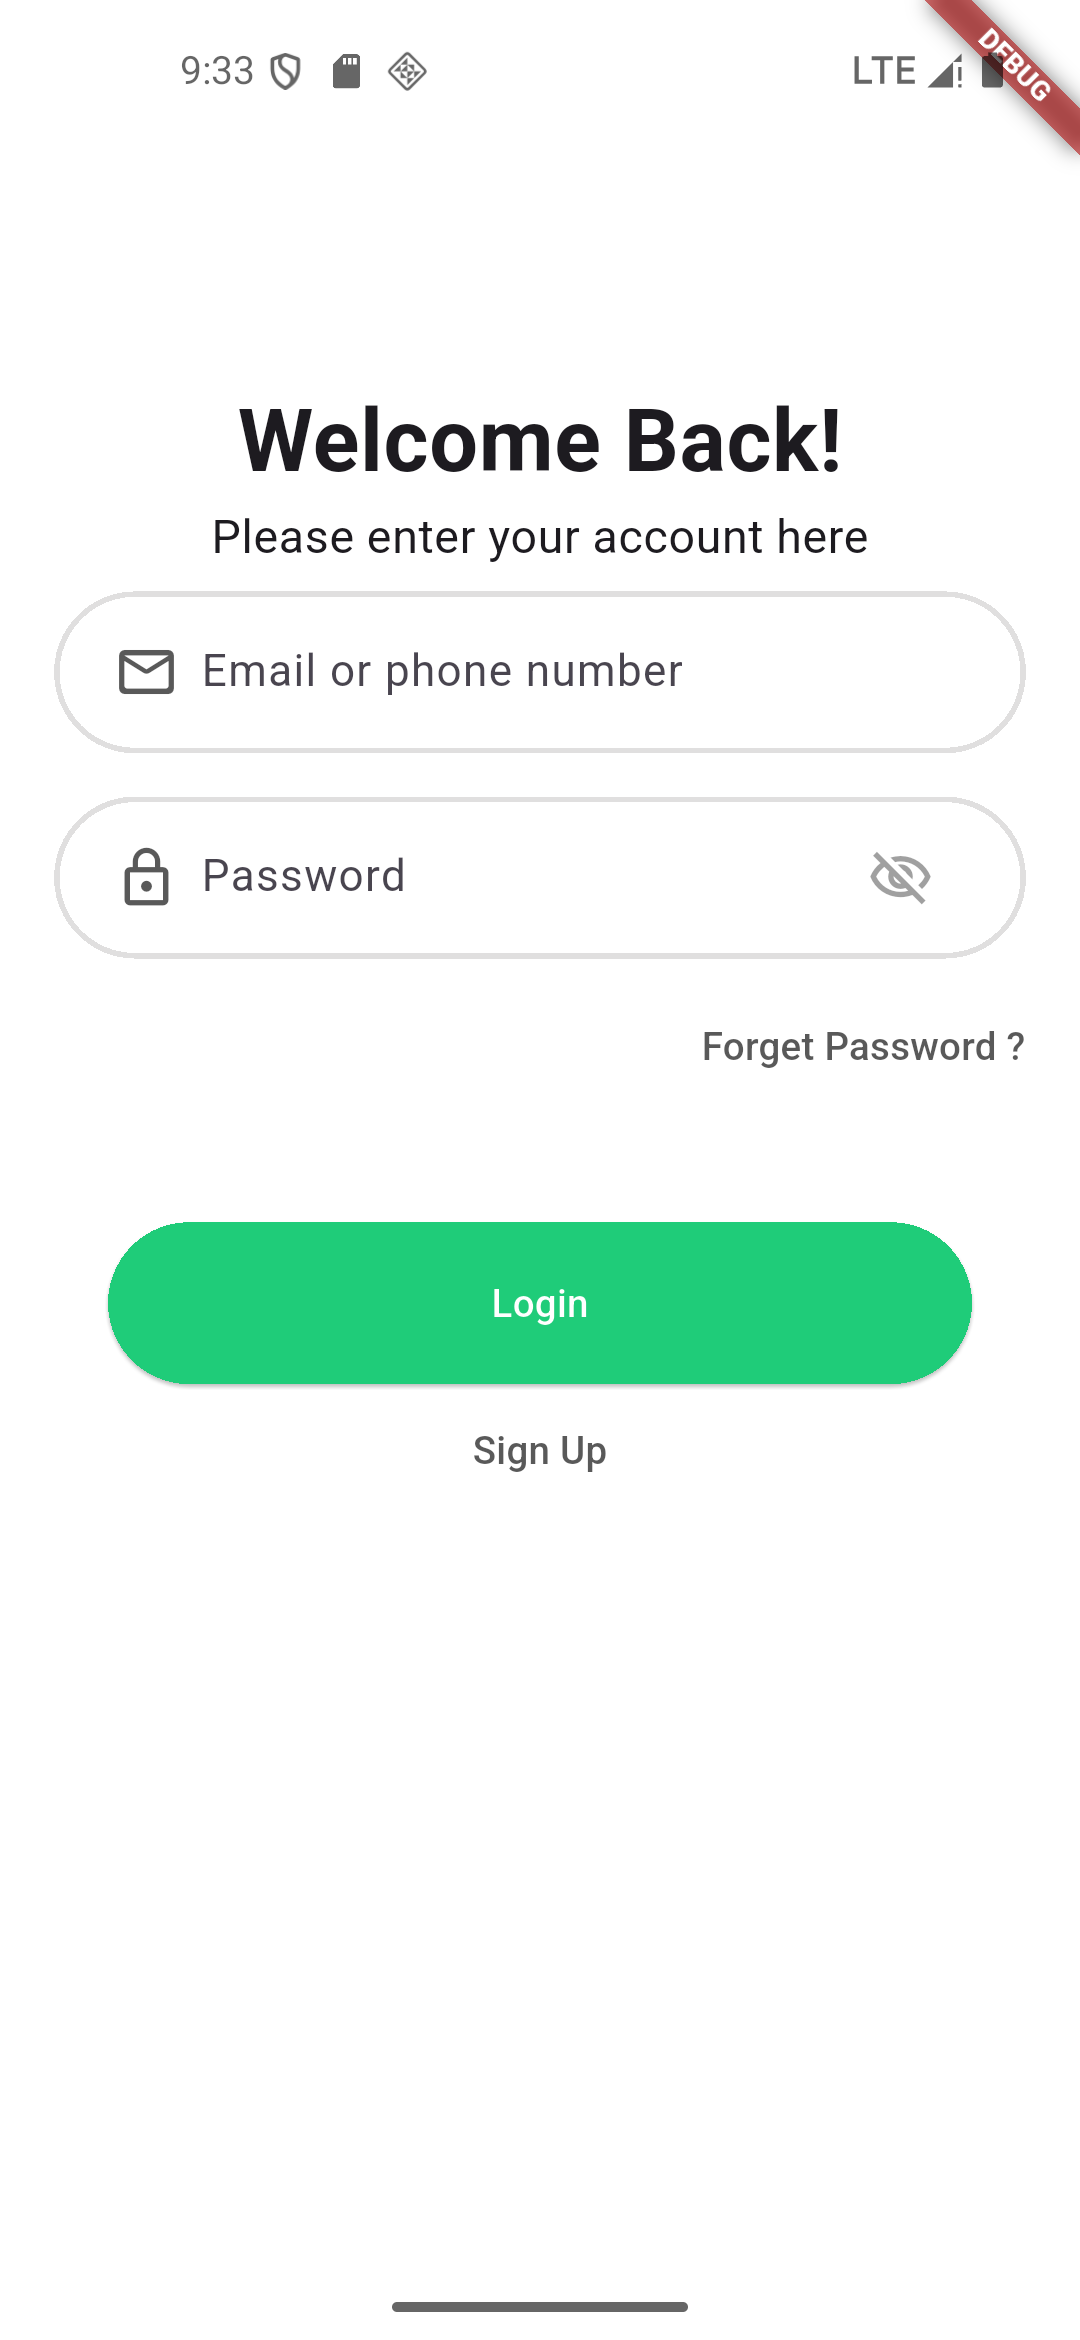 9:33 LTE
DEBUG
Welcome Back!
Please enter your account here
Email or phone number
Password
Forget Password ?
Login
Sign Up